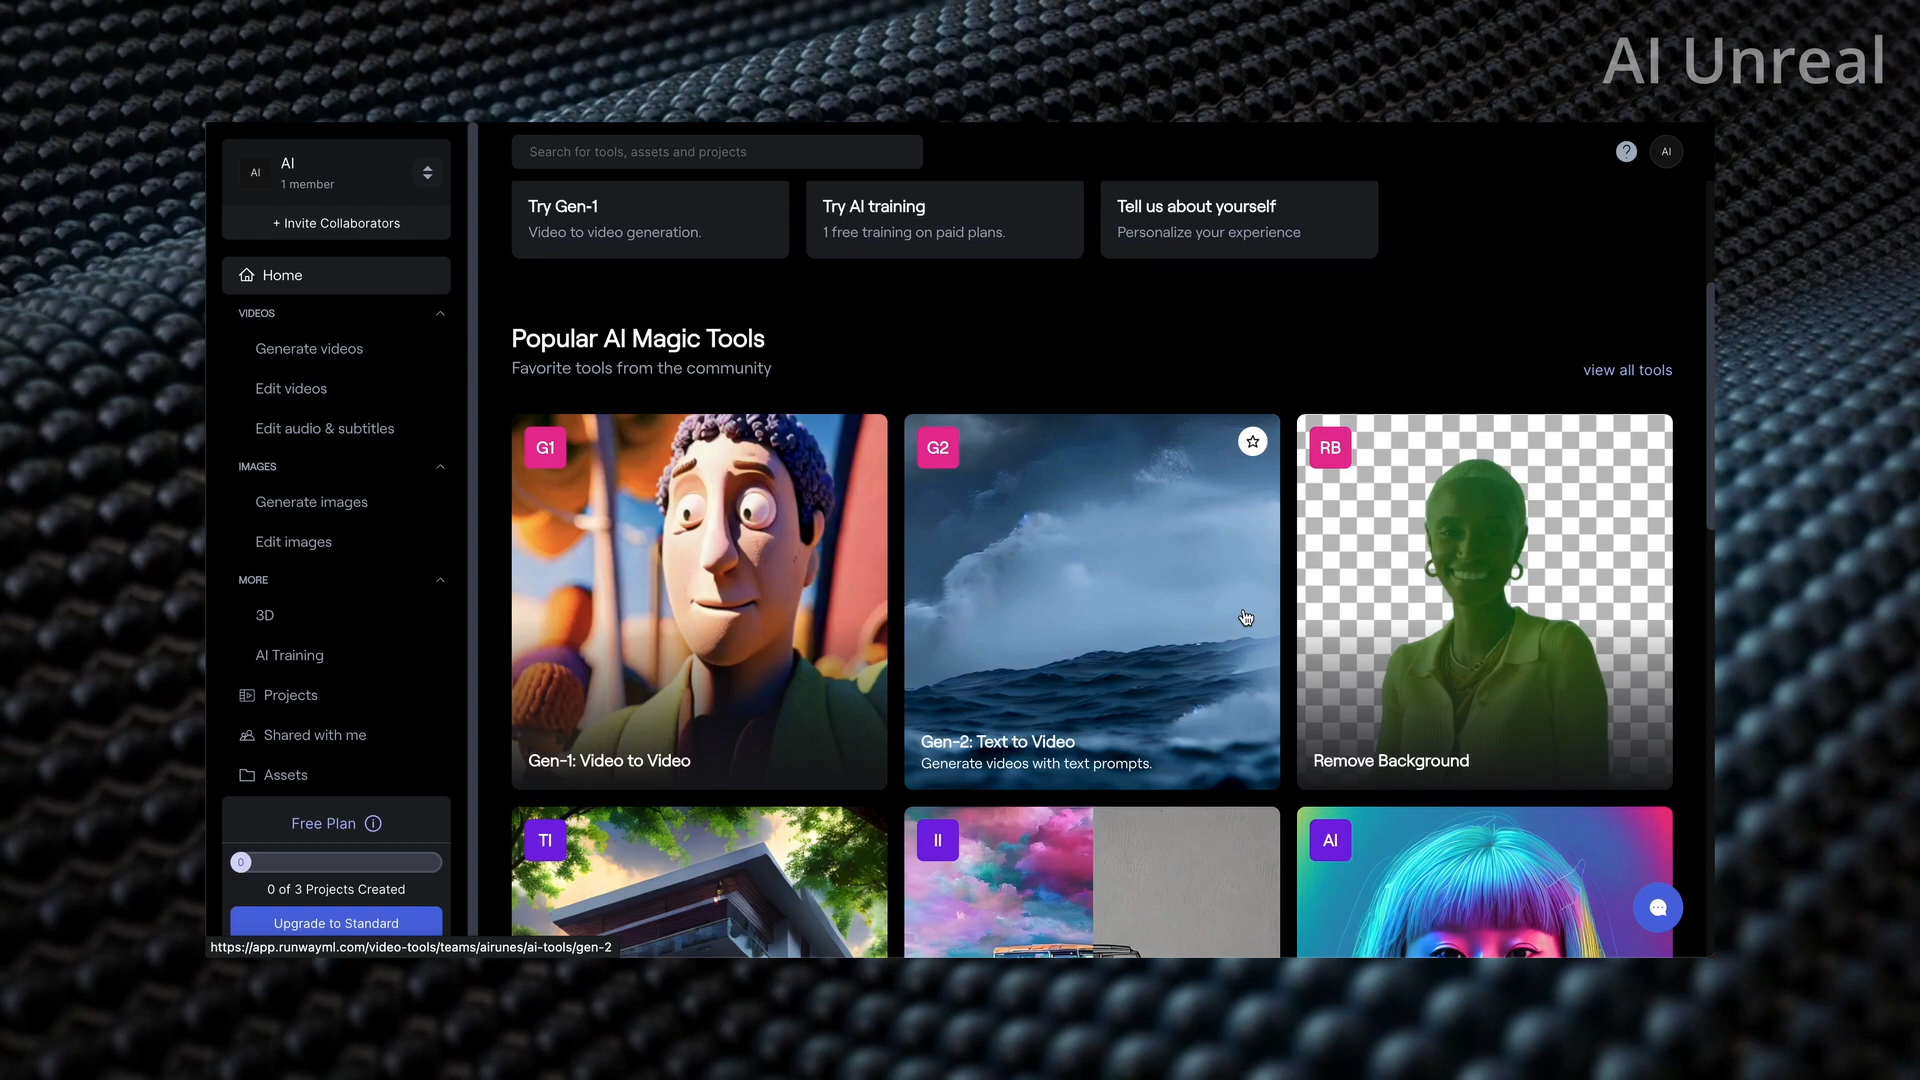 AI Unreal
AI
AI
1 member
+ Invite Collaborators
Home
VIDEOS
Generate videos
Edit videos
Edit audio & subtitles
IMAGES
Generate images
Edit images
MORE
3D
AI Training
Projects
Shared with me
Assets
Free Plan
0
0 of 3 Projects Created
Upgrade to Standard
https://app.runwayml.com/video-tools/teams/airunes/ai-tools/gen-2
Search for tools, assets and projects
?
AI
Try Gen-1
Video to video generation.
Try AI training
1 free training on paid plans.
Tell us about yourself
Personalize your experience
Popular AI Magic Tools
Favorite tools from the community
view all tools
G1
Gen-1: Video to Video
G2
Gen-2: Text to Video
Generate videos with text prompts.
RB
Remove Background
TI
II
AI